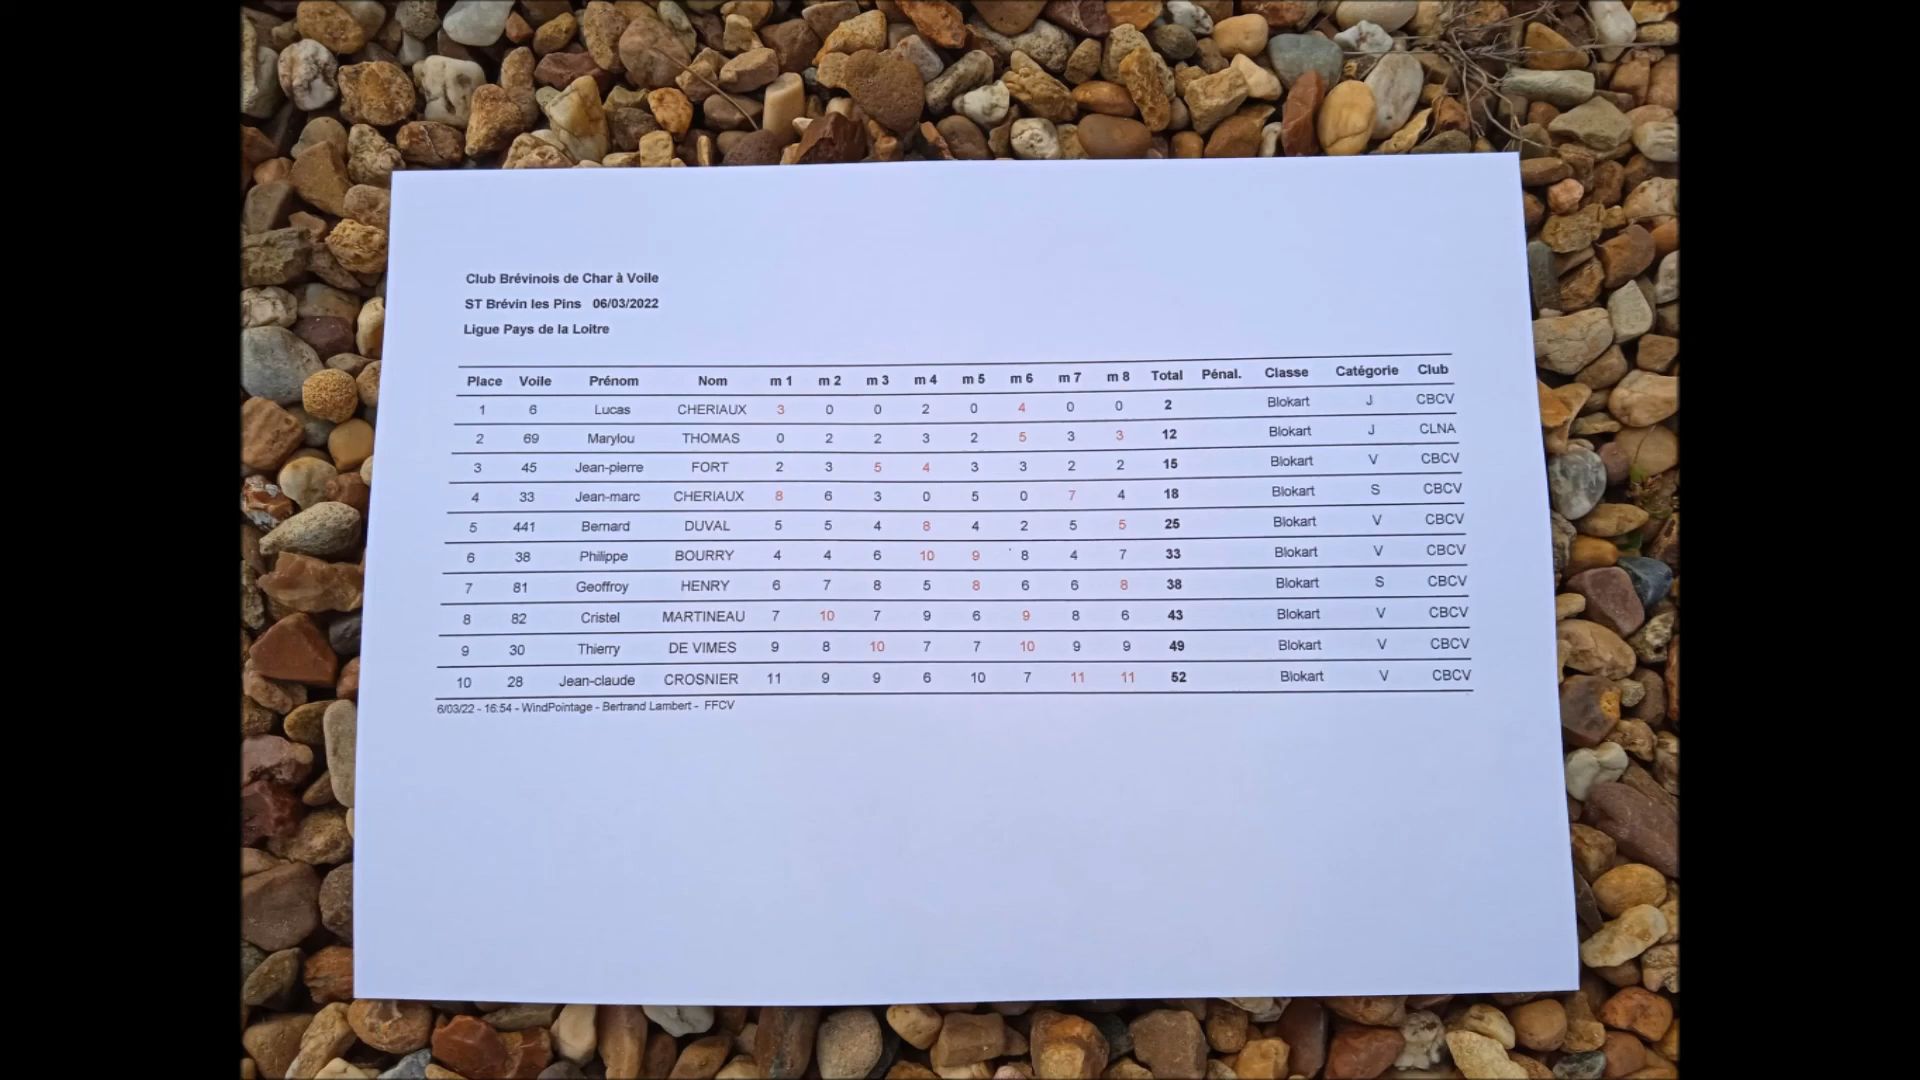 Club Brévinois de Char à Voile
ST Brévin les Pins 06/03/2022
Ligue Pays de la Loitre
Place Voile Prénom Nom m 1 m 2 m 3 m 4 m 5 m 6 m 7 m 8 Total Pénal. Classe Catégorie Club
1 6 Lucas CHERIAUX 3 0 0 2 0 4 0 0 2 Blokart J CBCV
2 69 Marylou THOMAS 0 2 2 3 2 5 3 3 12 Blokart J CLNA
3 45 Jean-pierre FORT 2 3 5 4 3 3 2 2 15 Blokart V CBCV
4 33 Jean-marc CHERIAUX 8 6 3 0 5 0 7 4 18 Blokart S CBCV
5 441 Bernard DUVAL 5 5 4 8 4 2 5 5 25 Blokart V CBCV
6 38 Philippe BOURRY 4 4 6 10 9 8 4 7 33 Blokart V CBCV
7 81 Geoffroy HENRY 6 7 8 5 8 6 6 8 38 Blokart S CBCV
8 82 Cristel MARTINEAU 7 10 7 9 6 9 8 6 43 Blokart V CBCV
9 30 Thierry DE VIMES 9 8 10 7 7 10 9 9 49 Blokart V CBCV
10 28 Jean-claude CROSNIER 11 9 9 6 10 7 11 11 52 Blokart V CBCV
6/03/22 - 16:54 - WindPointage - Bertrand Lambert - FFCV